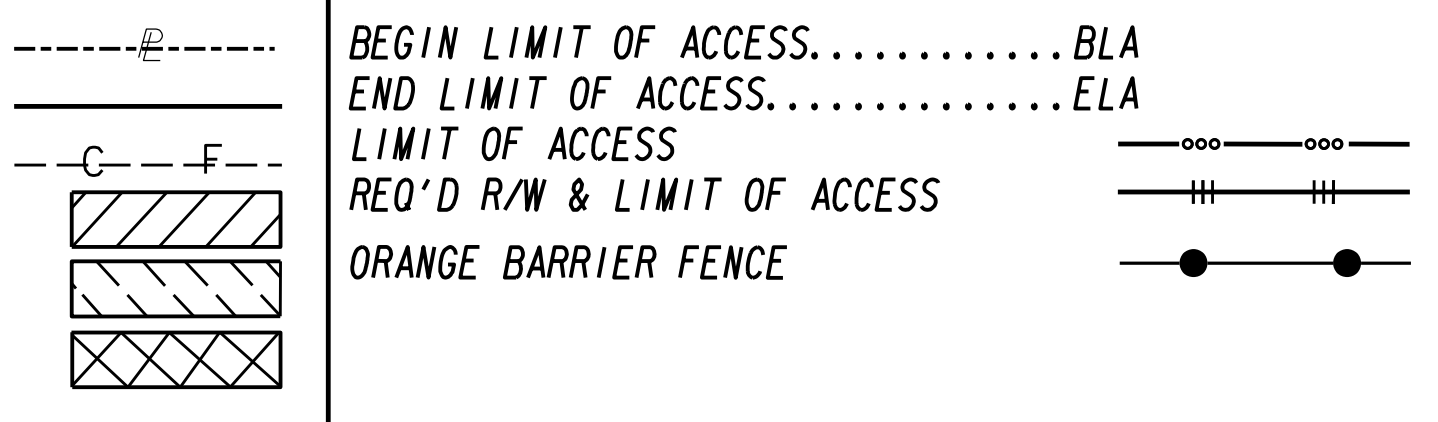 PL
BEGIN LIMIT OF ACCESS............BLA
END LIMIT OF ACCESS..............ELA
C F
LIMIT OF ACCESS
REQ'D R/W & LIMIT OF ACCESS
ORANGE BARRIER FENCE